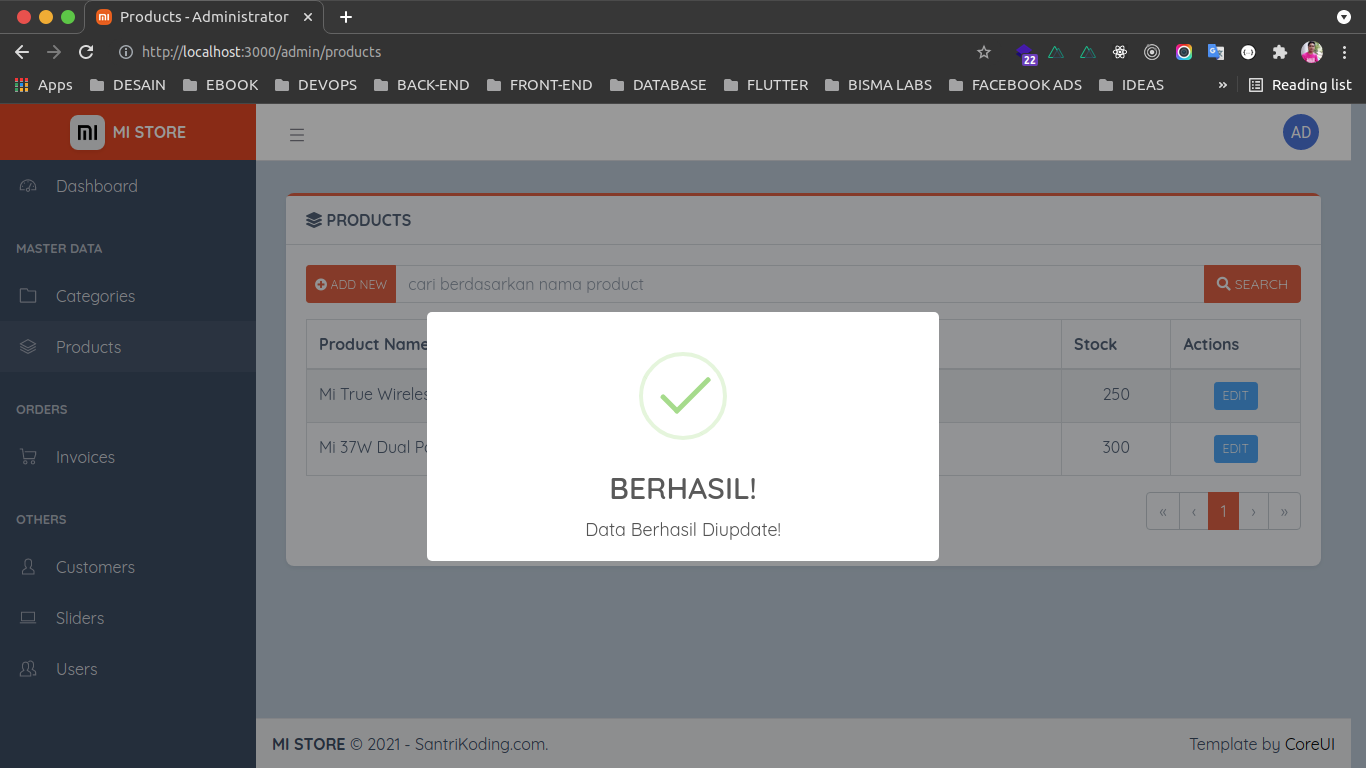 Products - Administrator
http://localhost:3000/admin/products
22
Apps DESAIN EBOOK DEVOPS BACK-END FRONT-END DATABASE FLUTTER BISMA LABS FACEBOOK ADS IDEAS » Reading list
MI STORE
AD
Dashboard
MASTER DATA
Categories
Products
ORDERS
Invoices
OTHERS
Customers
Sliders
Users
PRODUCTS
ADD NEW cari berdasarkan nama product SEARCH
Product Name Stock Actions
Mi True 250 EDIT
Mi 37W Dual 300 EDIT
« ‹ 1 › »
BERHASIL!
Data Berhasil Diupdate!
MI STORE © 2021 - SantriKoding.com.
Template by CoreUI